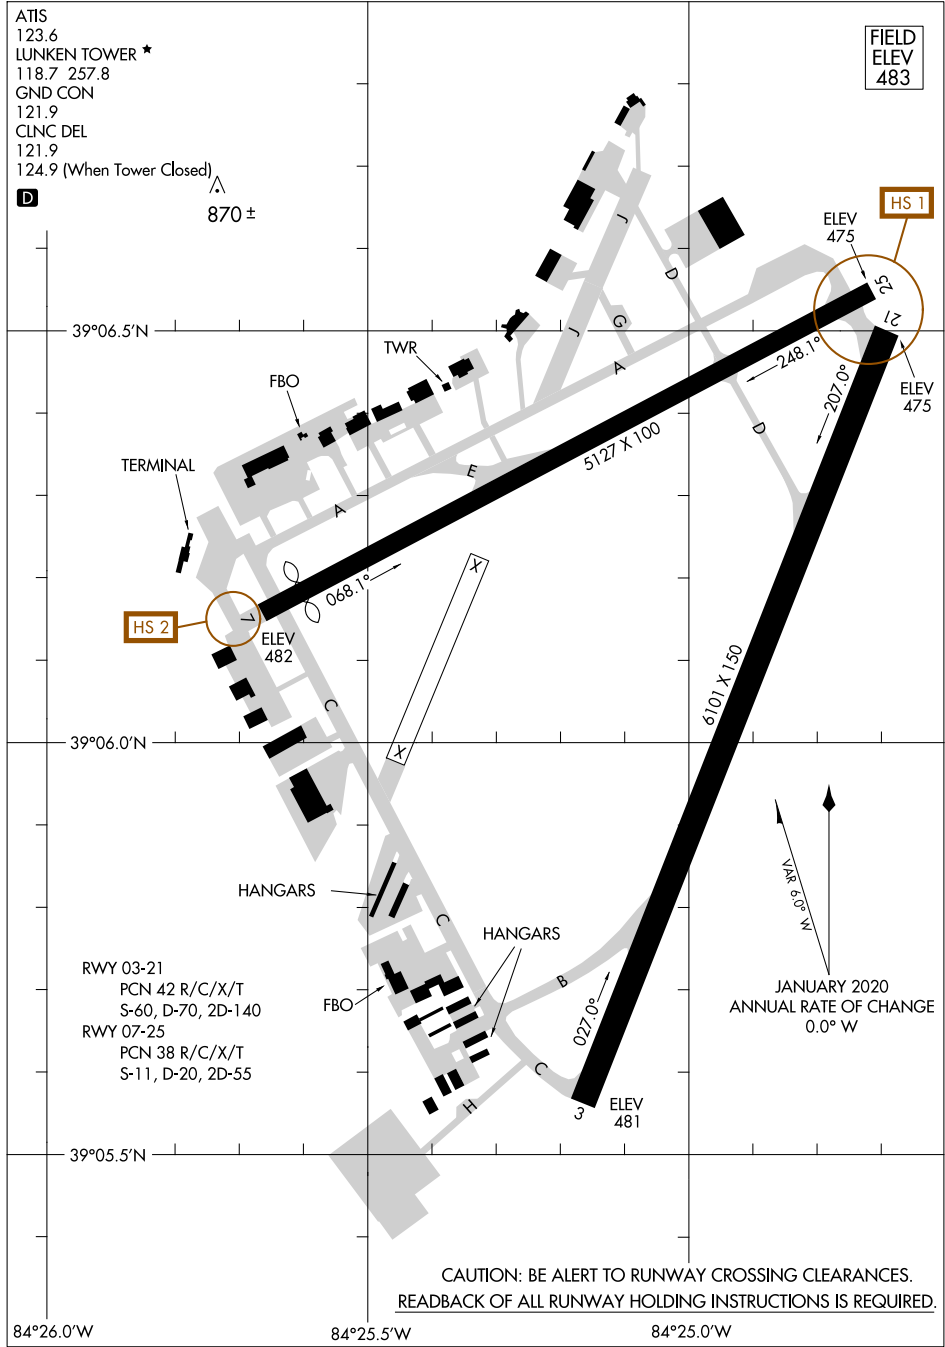 ATIS
123.6
LUNKEN TOWER ★
118.7 257.8
GND CON
121.9
CLNC DEL
121.9
124.9 (When Tower Closed)
D
870 ±
FIELD
ELEV
483
HS 1
ELEV
475
25
21
ELEV
475
J
D
G
J
A
248.1°
207.0°
D
39°06.5'N
TWR
FBO
5127 X 100
E
TERMINAL
A
X
068.1°
HS 2
7
ELEV
482
C
6101 X 150
X
39°06.0'N
VAR 6.0° W
HANGARS
C
HANGARS
RWY 03-21
PCN 42 R/C/X/T
S-60, D-70, 2D-140
RWY 07-25
PCN 38 R/C/X/T
S-11, D-20, 2D-55
FBO
B
027.0°
JANUARY 2020
ANNUAL RATE OF CHANGE
0.0° W
C
H
3
ELEV
481
39°05.5'N
CAUTION: BE ALERT TO RUNWAY CROSSING CLEARANCES.
READBACK OF ALL RUNWAY HOLDING INSTRUCTIONS IS REQUIRED.
84°26.0'W
84°25.5'W
84°25.0'W